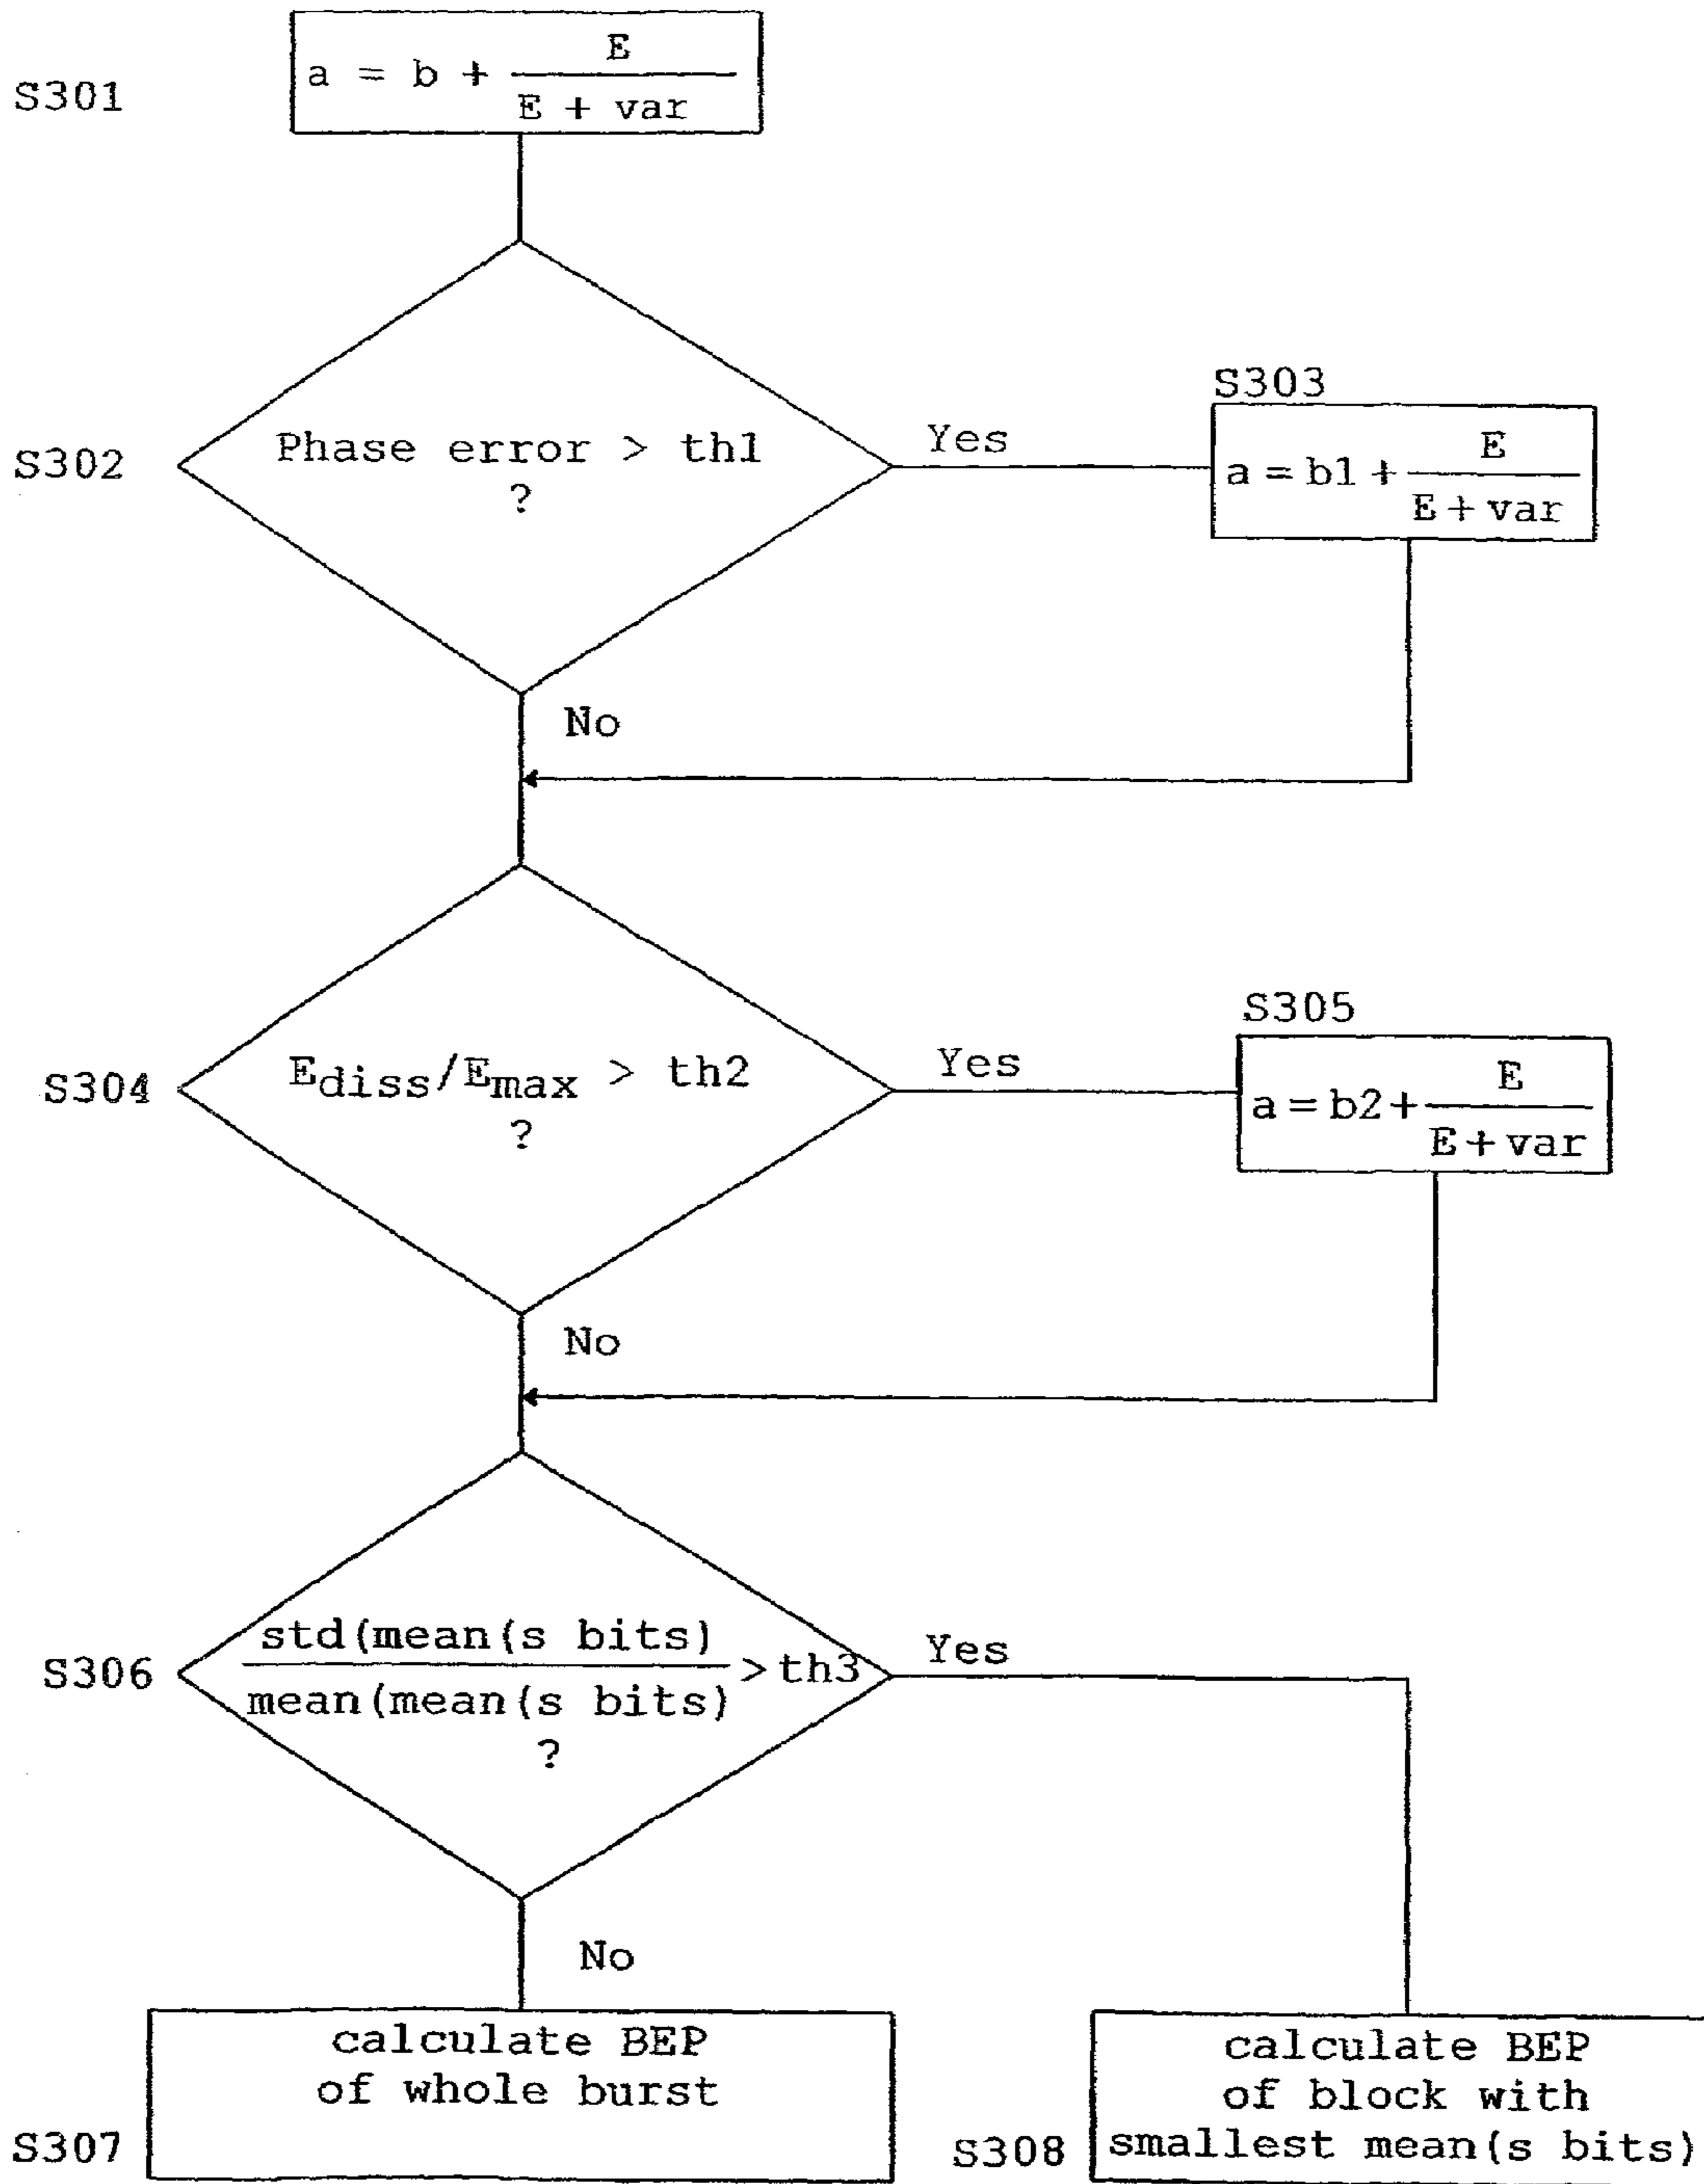 S301
a = b + E / E + var
S302
Phase error > th1
?
Yes
S303
a = b1 + E / E + var
No
S304
Ediss/Emax > th2
?
Yes
S305
a = b2 + E / E + var
No
S306
std(mean(s bits)
mean(mean(s bits)
> th3
?
Yes
No
S307
calculate BEP
of whole burst
S308
calculate BEP
of block with
smallest mean(s bits)